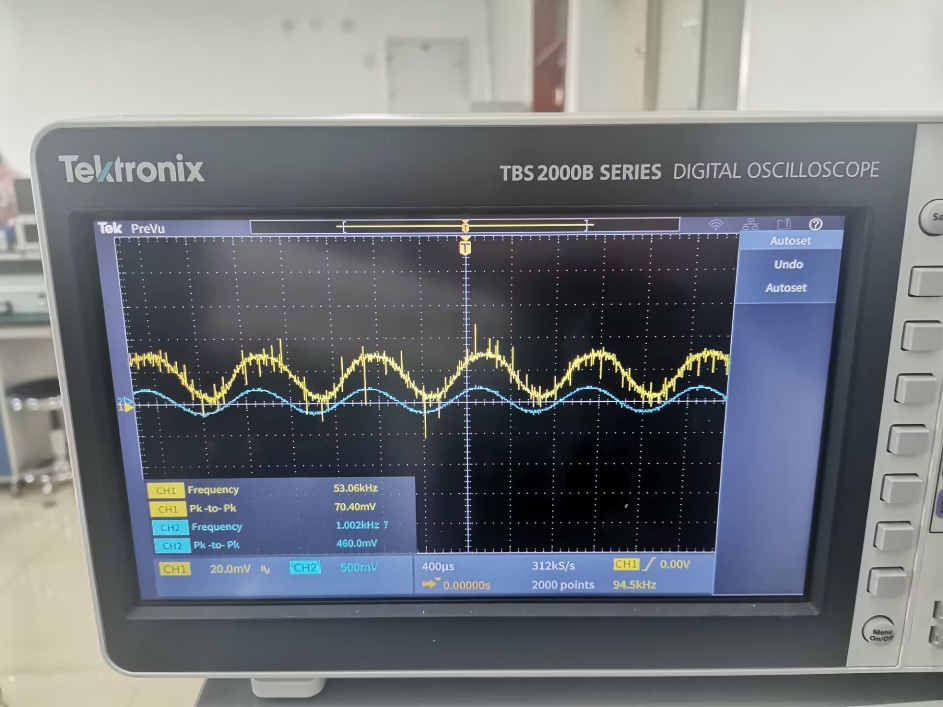 Tektronix
TBS 2000B SERIES DIGITAL OSCILLOSCOPE
Tek PreVu
T
T
Autoset
Undo
Autoset
2
1
CH1 Frequency 53.06kHz
CH1 Pk-to-Pk 70.40mV
CH2 Frequency 1.002kHz ?
CH2 Pk-to-Pk 460.0mV
CH1 20.0mV
CH2 500mV
400µs
312kS/s
CH1 0.00V
0.00000s
2000 points
94.5kHz
Menu
On/Off